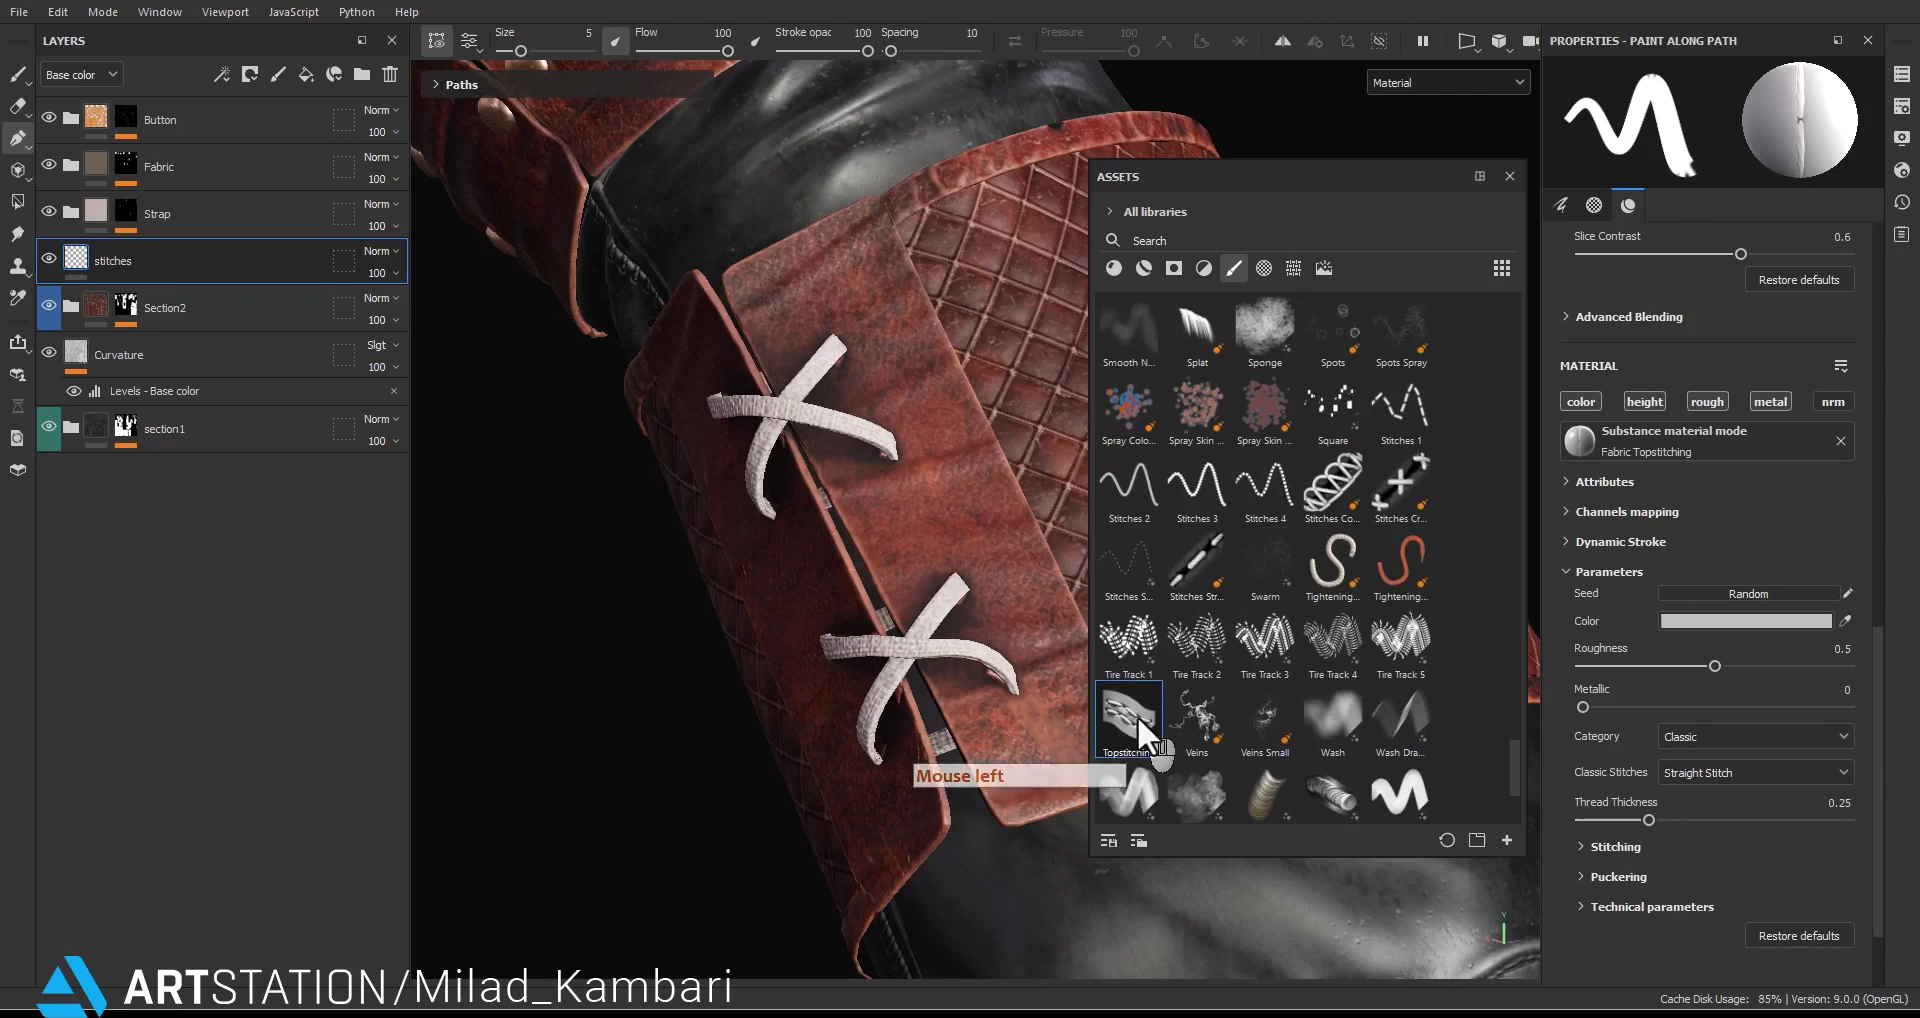 File Edit Mode Window Viewport JavaScript Python Help
LAYERS
Base color
Button Norm 100
Fabric Norm 100
Strap Norm 100
stitches Norm 100
Section2 Norm 100
Curvature Slgt 100
Levels - Base color
section1 Norm 100
Size 5 Flow 100 Stroke opac 100 Spacing 10 Pressure 100
Paths
Material
Mouse left
ASSETS
All libraries
Search
Smooth N... Splat Sponge Spots Spots Spray
Spray Colo... Spray Skin ... Spray Skin ... Square Stitches 1
Stitches 2 Stitches 3 Stitches 4 Stitches Co... Stitches Cr...
Stitches S... Stitches Str... Swarm Tightening... Tightening...
Tire Track 1 Tire Track 2 Tire Track 3 Tire Track 4 Tire Track 5
Topstitchin Veins Veins Small Wash Wash Dra...
PROPERTIES - PAINT ALONG PATH
Slice Contrast 0.6
Restore defaults
Advanced Blending
MATERIAL
color height rough metal nrm
Substance material mode
Fabric Topstitching
Attributes
Channels mapping
Dynamic Stroke
Parameters
Seed Random
Color
Roughness 0.5
Metallic 0
Category Classic
Classic Stitches Straight Stitch
Thread Thickness 0.25
Stitching
Puckering
Technical parameters
Restore defaults
Y
ARTSTATION/Milad_Kambari
Cache Disk Usage: 85% | Version: 9.0.0 (OpenGL)